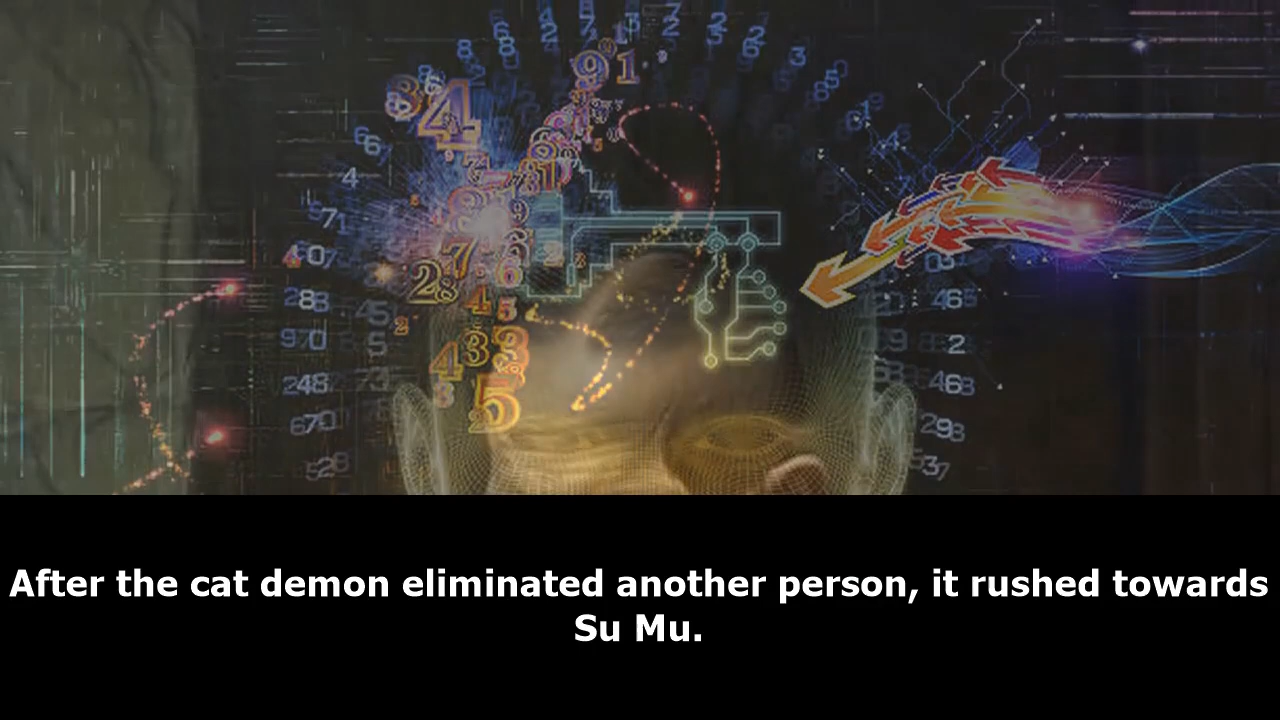 After the cat demon eliminated another person, it rushed towards
Su Mu.